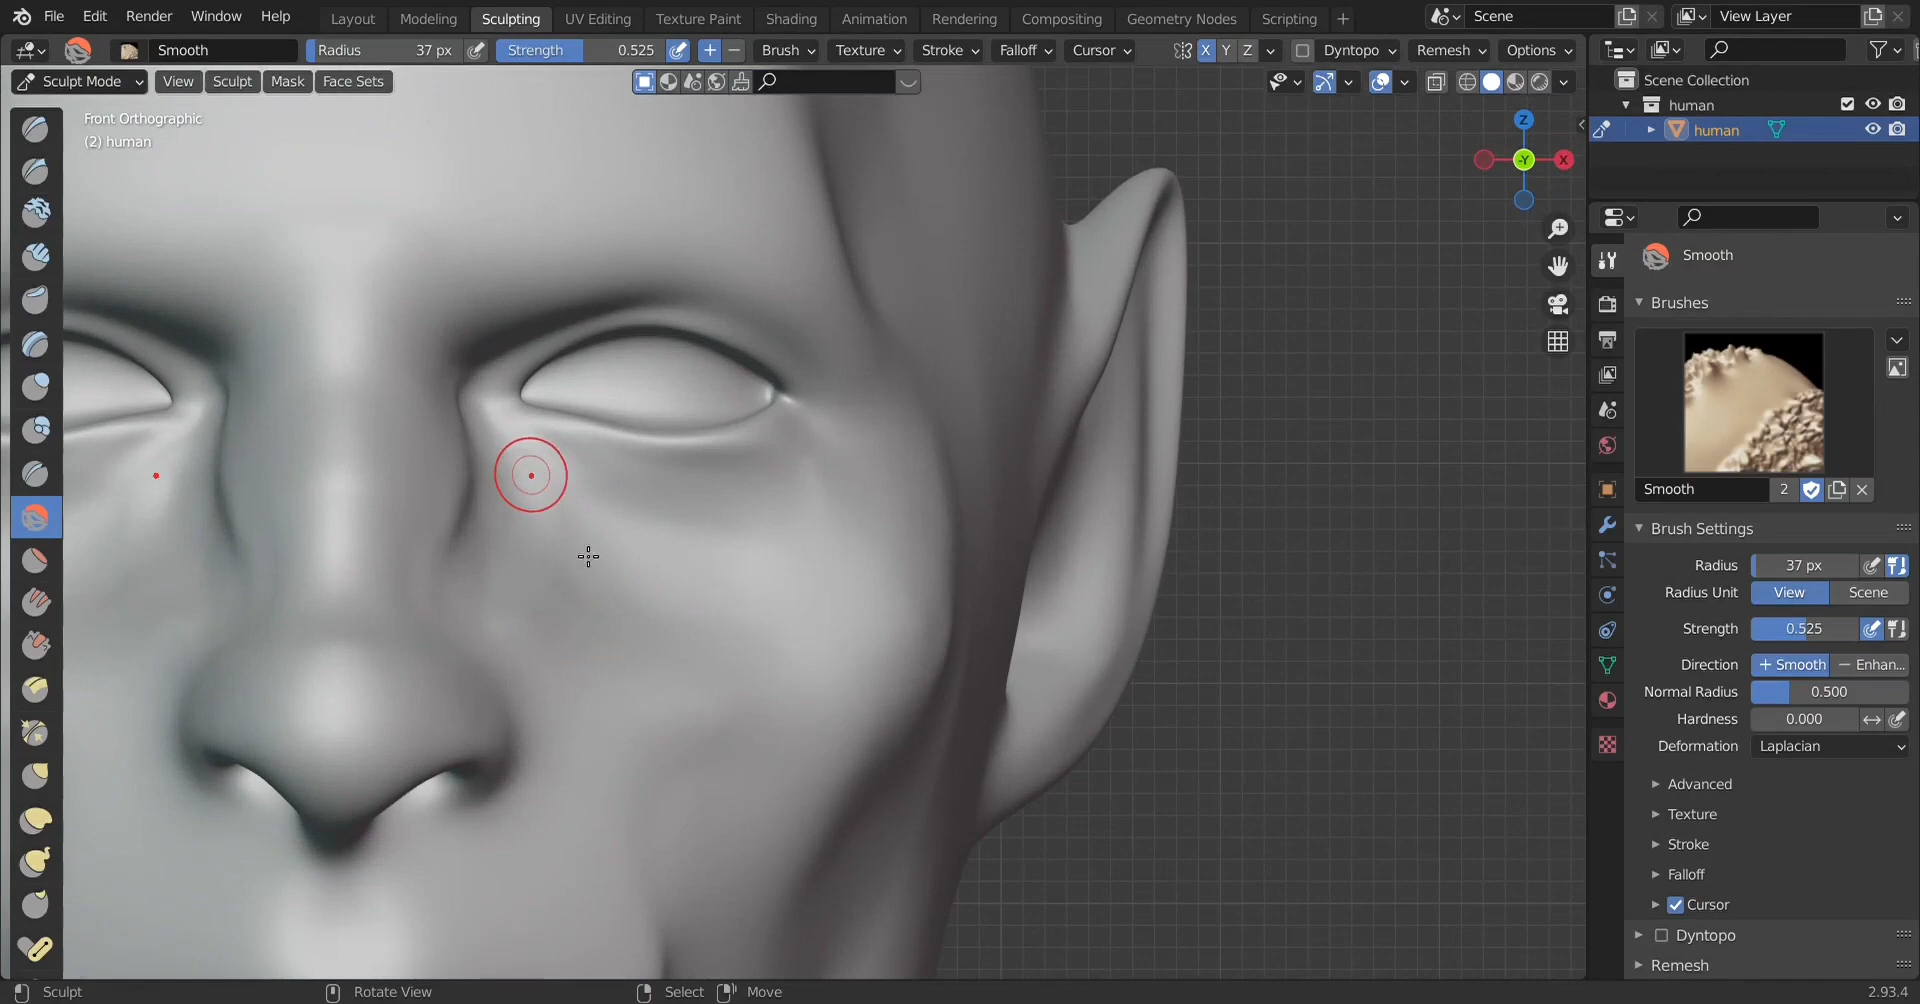 File Edit Render Window Help Layout Modeling Sculpting UV Editing Texture Paint Shading Animation Rendering Compositing Geometry Nodes Scripting + Scene View Layer
Smooth Radius 37 px Strength 0.525 + − Brush Texture Stroke Falloff Cursor X Y Z Dyntopo Remesh Options
Sculpt Mode View Sculpt Mask Face Sets
Scene Collection
human
human
Front Orthographic
(2) human
Z
-Y
X
Smooth
Brushes
Smooth 2
Brush Settings
Radius 37 px
Radius Unit View Scene
Strength 0.525
Direction + Smooth − Enhan...
Normal Radius 0.500
Hardness 0.000
Deformation Laplacian
Advanced
Texture
Stroke
Falloff
Cursor
Dyntopo
Remesh
Sculpt Rotate View Select Move 2.93.4